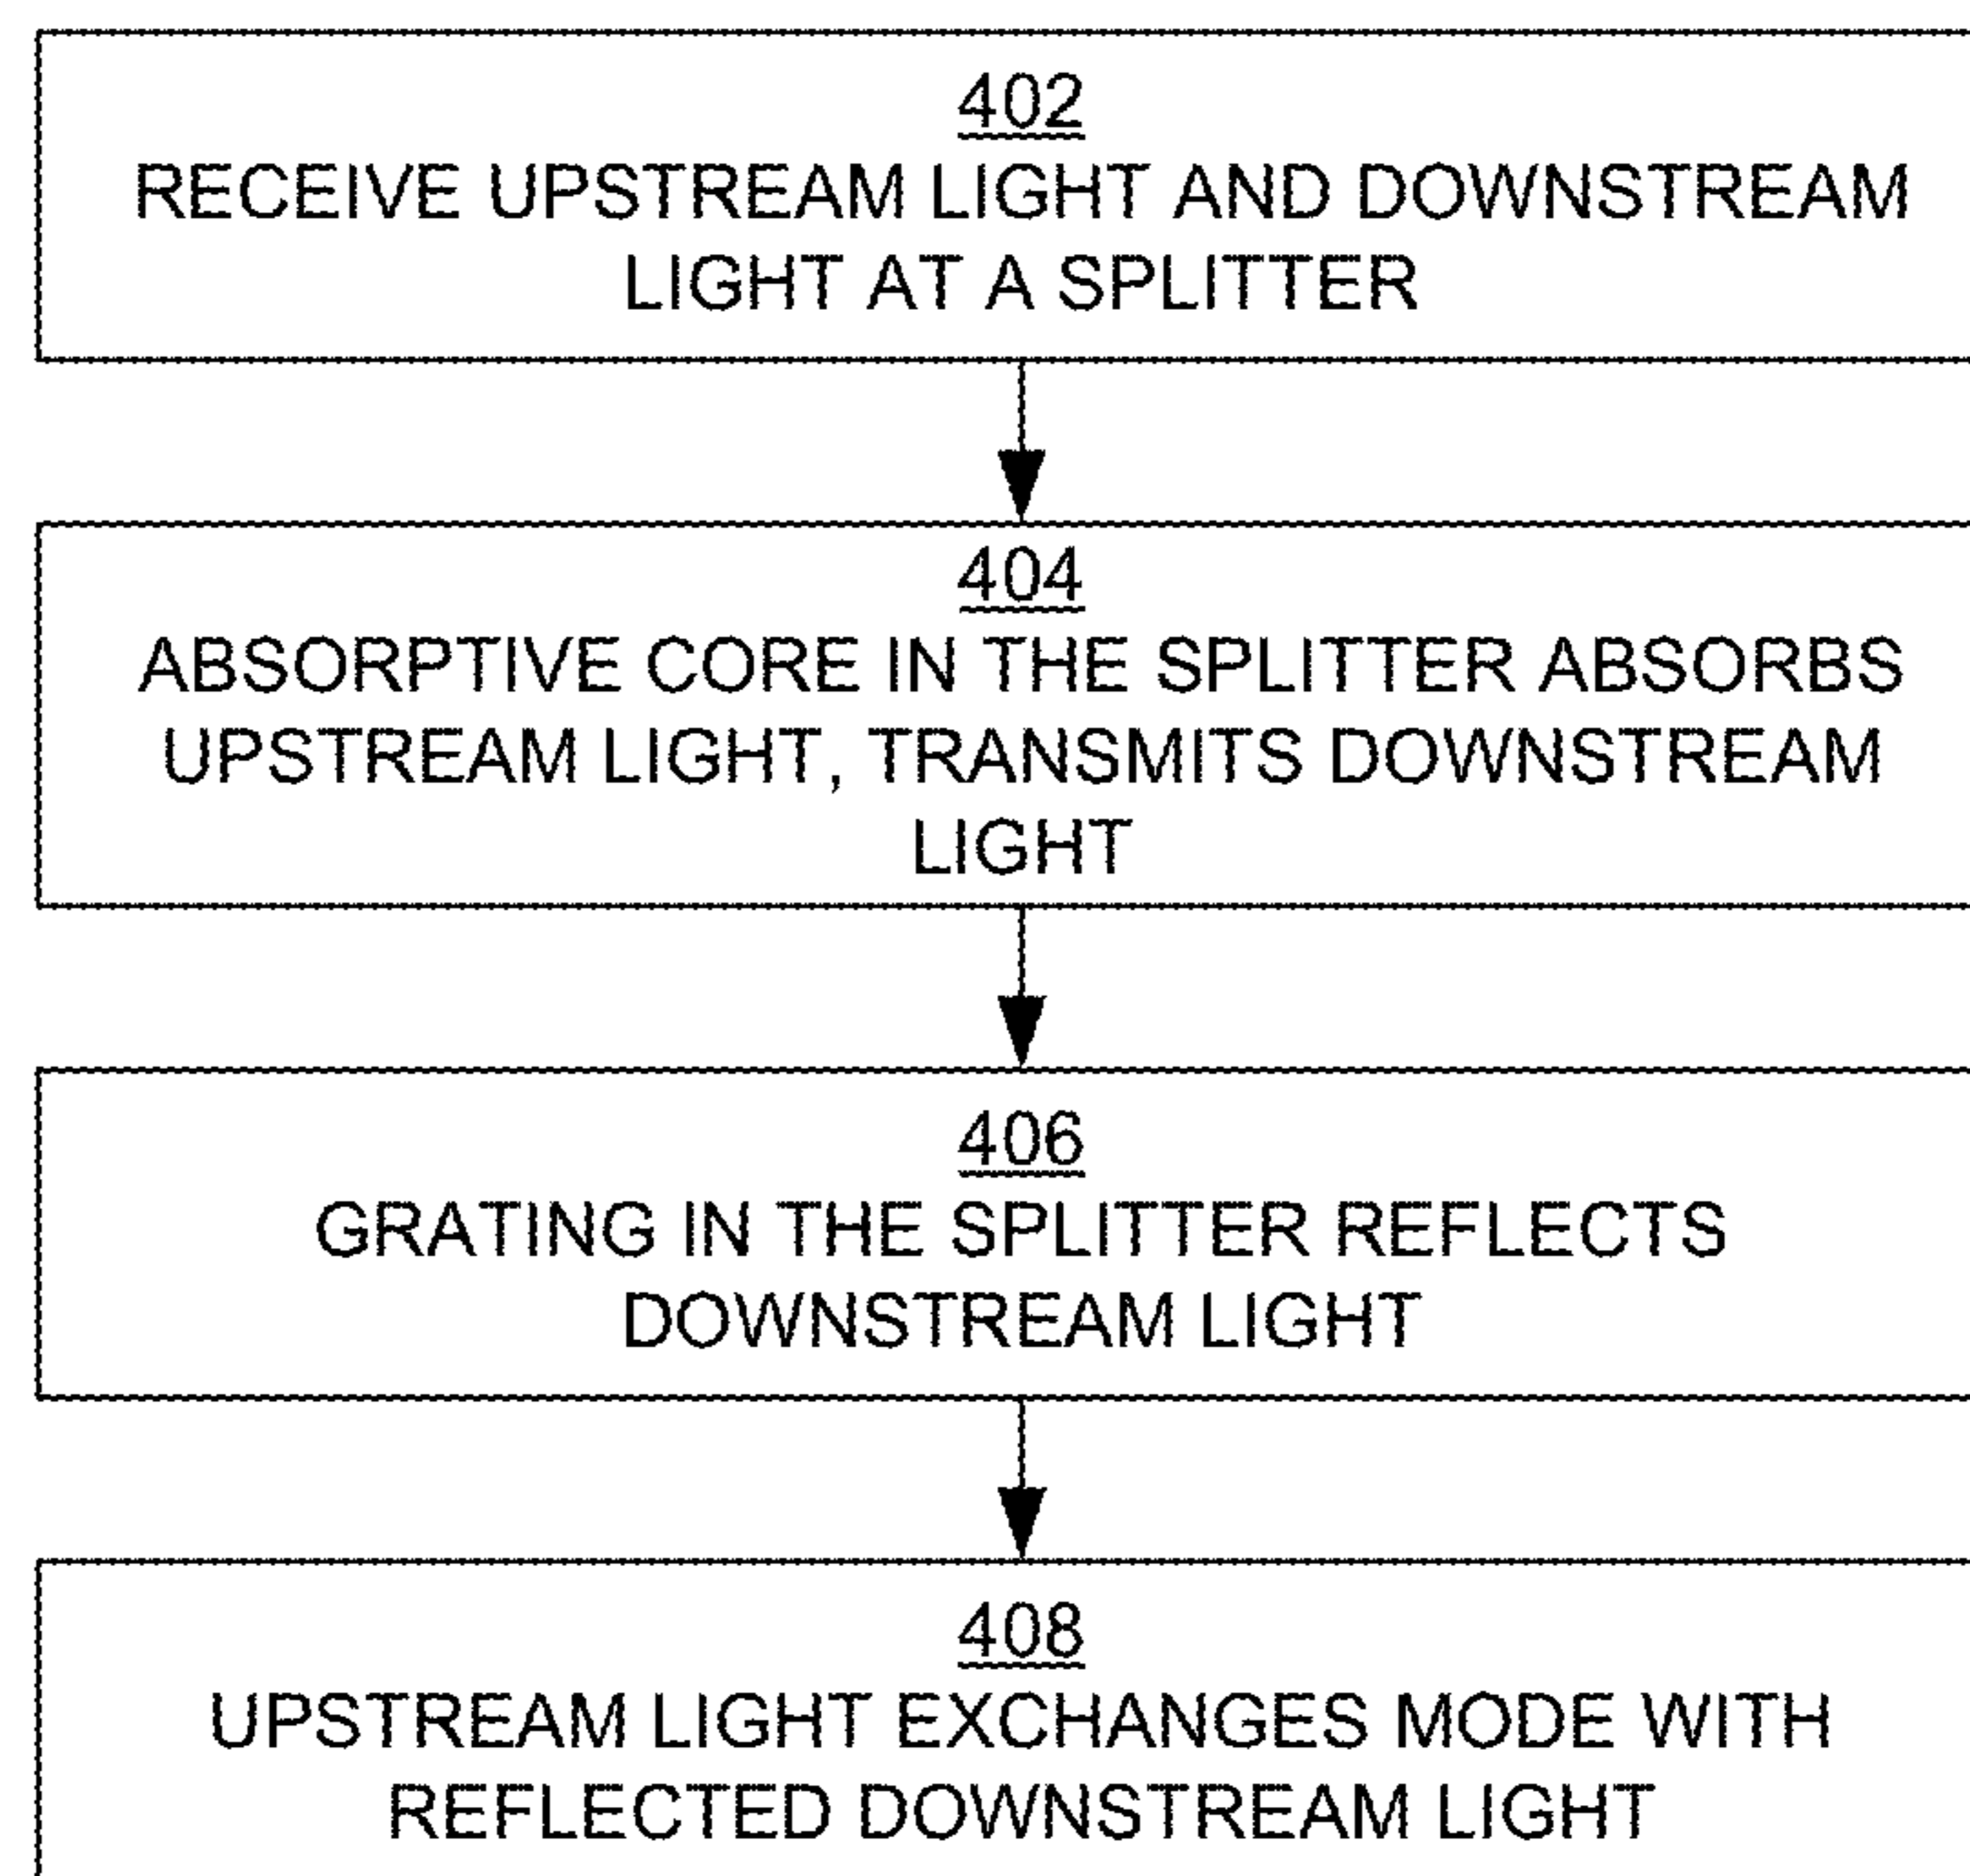 402
RECEIVE UPSTREAM LIGHT AND DOWNSTREAM
LIGHT AT A SPLITTER
404
ABSORPTIVE CORE IN THE SPLITTER ABSORBS
UPSTREAM LIGHT, TRANSMITS DOWNSTREAM
LIGHT
406
GRATING IN THE SPLITTER REFLECTS
DOWNSTREAM LIGHT
408
UPSTREAM LIGHT EXCHANGES MODE WITH
REFLECTED DOWNSTREAM LIGHT